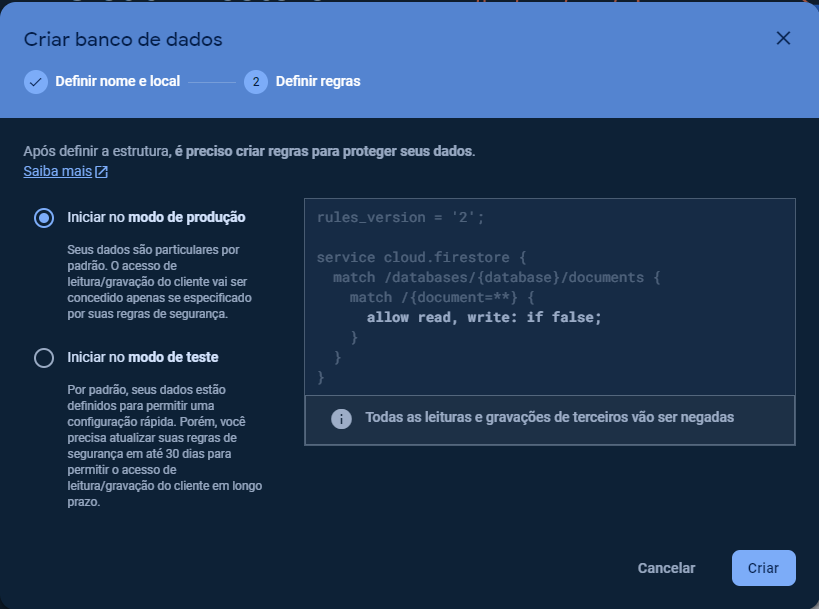 Criar banco de dados
Definir nome e local
2 Definir regras
Após definir a estrutura, é preciso criar regras para proteger seus dados.
Saiba mais
Iniciar no modo de produção
Seus dados são particulares por
padrão. O acesso de
leitura/gravação do cliente vai ser
concedido apenas se especificado
por suas regras de segurança.
Iniciar no modo de teste
Por padrão, seus dados estão
definidos para permitir uma
configuração rápida. Porém, você
precisa atualizar suas regras de
segurança em até 30 dias para
permitir o acesso de
leitura/gravação do cliente em longo
prazo.
rules_version = '2';
service cloud.firestore {
match /databases/{database}/documents {
match /{document=**} {
allow read, write: if false;
}
}
}
Todas as leituras e gravações de terceiros vão ser negadas
Cancelar
Criar